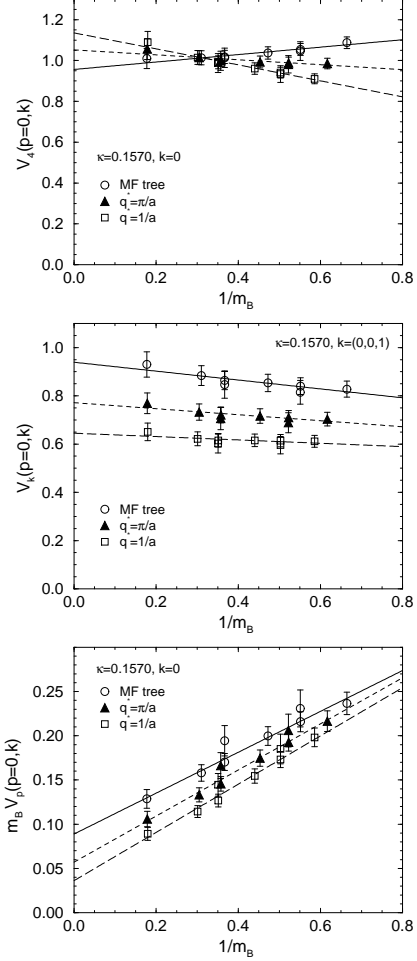 1.2
1.0
0.8
0.6
0.4
0.2
0.0
V4(p=0,k)
κ=0.1570, k=0
MF tree
q*=π/a
q*=1/a
0.0 0.2 0.4 0.6 0.8
1/mB
1.0
0.8
0.6
0.4
0.2
0.0
Vk(p=0,k)
κ=0.1570, k=(0,0,1)
MF tree
q*=π/a
q*=1/a
0.0 0.2 0.4 0.6 0.8
1/mB
0.25
0.20
0.15
0.10
0.05
0.00
mB Vp(p=0,k)
κ=0.1570, k=0
MF tree
q*=π/a
q*=1/a
0.0 0.2 0.4 0.6 0.8
1/mB